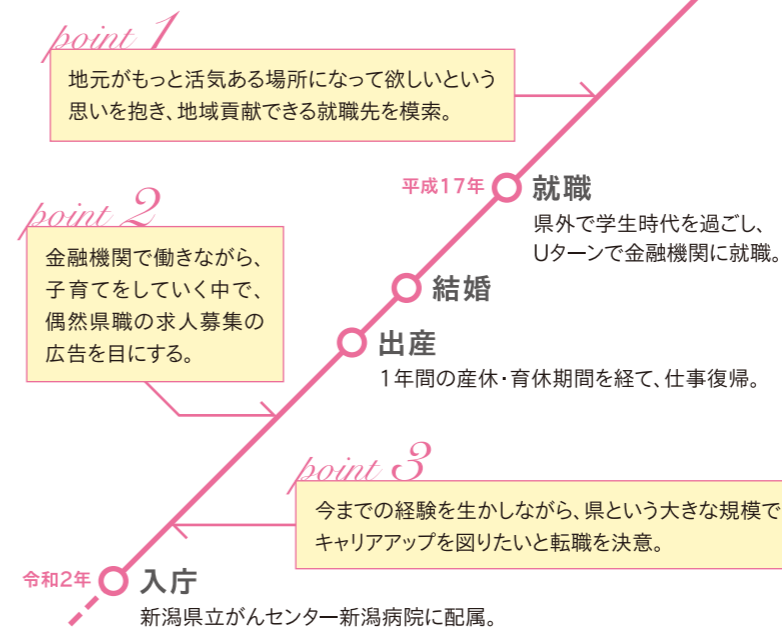 point 1
地元がもっと活気ある場所になって欲しいという
思いを抱き、地域貢献できる就職先を模索。
平成17年
就職
県外で学生時代を過ごし、
Uターンで金融機関に就職。
point 2
金融機関で働きながら、
子育てをしていく中で、
偶然県職の求人募集の
広告を目にする。
結婚
出産
1年間の産休・育休期間を経て、仕事復帰。
point 3
今までの経験を生かしながら、県という大きな規模で
キャリアアップを図りたいと転職を決意。
令和2年
入庁
新潟県立がんセンター新潟病院に配属。